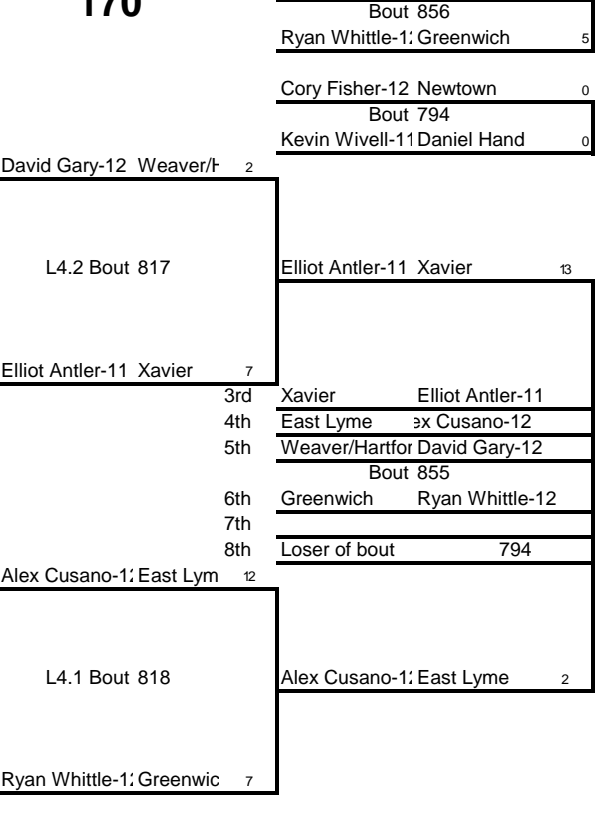 170
Bout 856
Ryan Whittle-12 Greenwich 5
Cory Fisher-12 Newtown 0
Bout 794
Kevin Wivell-11 Daniel Hand 0
David Gary-12 Weaver/H 2
L4.2 Bout 817 Elliot Antler-11 Xavier 13
Elliot Antler-11 Xavier 7
3rd Xavier Elliot Antler-11
4th East Lyme ex Cusano-12
5th Weaver/Hartfor David Gary-12
Bout 855
6th Greenwich Ryan Whittle-12
7th
8th Loser of bout 794
Alex Cusano-12 East Lym 12
L4.1 Bout 818 Alex Cusano-12 East Lyme 2
Ryan Whittle-12 Greenwic 7